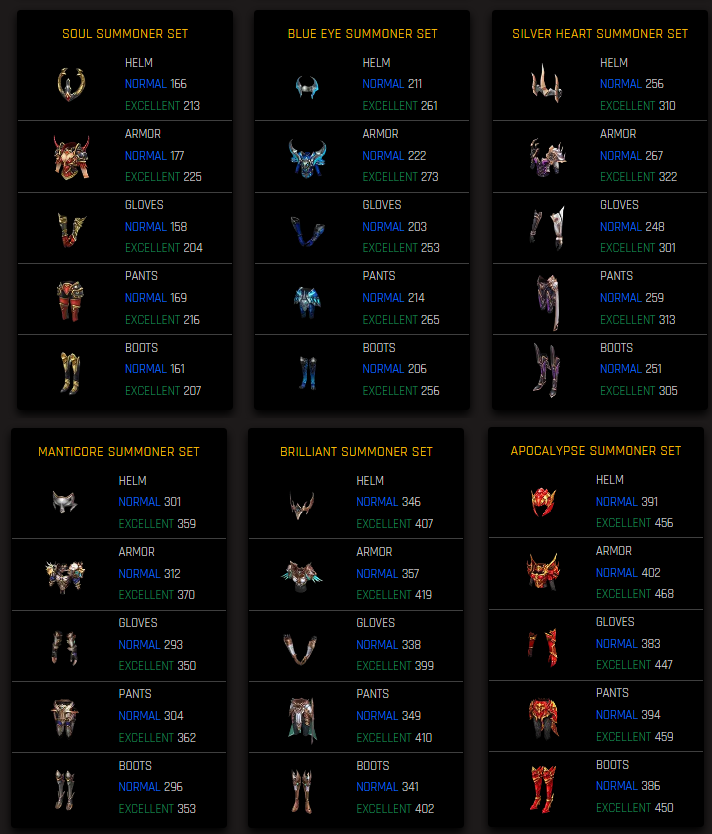 SOUL SUMMONER SET
HELM
NORMAL 166
EXCELLENT 213
ARMOR
NORMAL 177
EXCELLENT 225
GLOVES
NORMAL 158
EXCELLENT 204
PANTS
NORMAL 169
EXCELLENT 216
BOOTS
NORMAL 161
EXCELLENT 207
BLUE EYE SUMMONER SET
HELM
NORMAL 211
EXCELLENT 261
ARMOR
NORMAL 222
EXCELLENT 273
GLOVES
NORMAL 203
EXCELLENT 253
PANTS
NORMAL 214
EXCELLENT 265
BOOTS
NORMAL 206
EXCELLENT 256
SILVER HEART SUMMONER SET
HELM
NORMAL 256
EXCELLENT 310
ARMOR
NORMAL 267
EXCELLENT 322
GLOVES
NORMAL 248
EXCELLENT 301
PANTS
NORMAL 259
EXCELLENT 313
BOOTS
NORMAL 251
EXCELLENT 305
MANTICORE SUMMONER SET
HELM
NORMAL 301
EXCELLENT 359
ARMOR
NORMAL 312
EXCELLENT 370
GLOVES
NORMAL 293
EXCELLENT 350
PANTS
NORMAL 304
EXCELLENT 362
BOOTS
NORMAL 296
EXCELLENT 353
BRILLIANT SUMMONER SET
HELM
NORMAL 346
EXCELLENT 407
ARMOR
NORMAL 357
EXCELLENT 419
GLOVES
NORMAL 338
EXCELLENT 399
PANTS
NORMAL 349
EXCELLENT 410
BOOTS
NORMAL 341
EXCELLENT 402
APOCALYPSE SUMMONER SET
HELM
NORMAL 391
EXCELLENT 456
ARMOR
NORMAL 402
EXCELLENT 468
GLOVES
NORMAL 383
EXCELLENT 447
PANTS
NORMAL 394
EXCELLENT 459
BOOTS
NORMAL 386
EXCELLENT 450